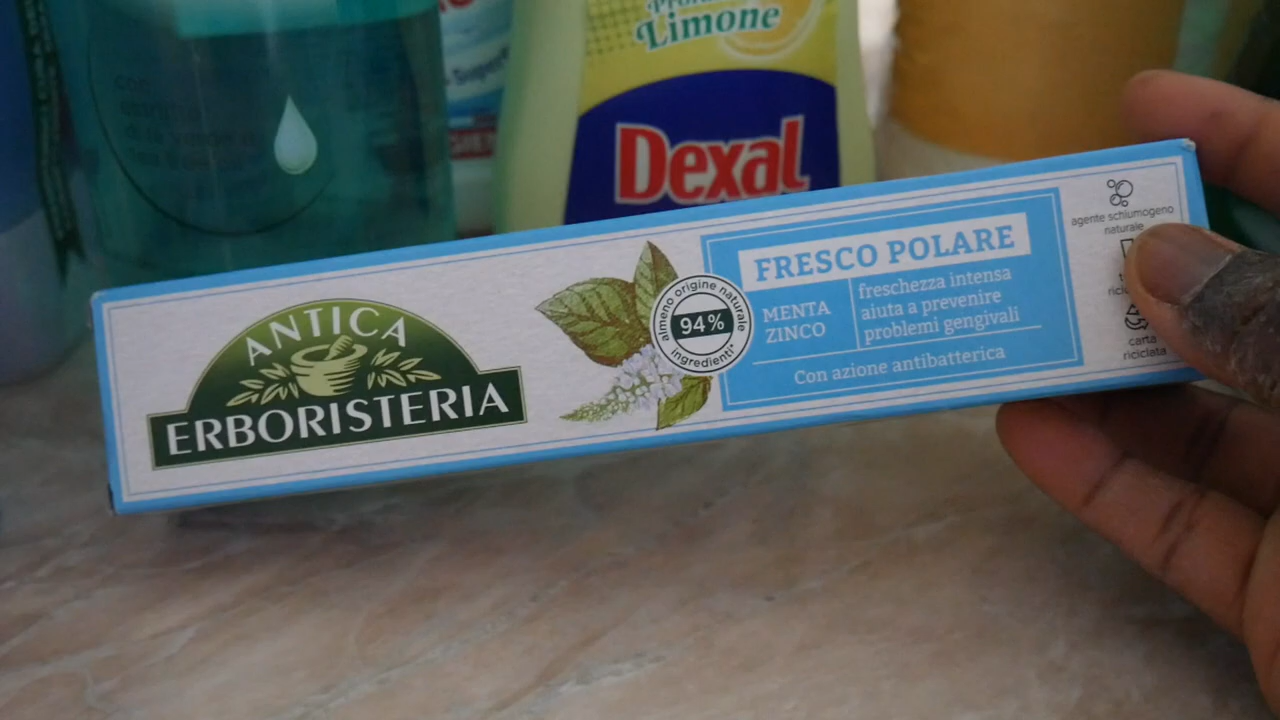 Limone
Dexal
ANTICA
ERBORISTERIA
almeno origine naturale
94%
ingredienti*
FRESCO POLARE
MENTA
ZINCO
freschezza intensa
aiuta a prevenire
problemi gengivali
Con azione antibatterica
agente schiumogeno
naturale
carta
riciclata